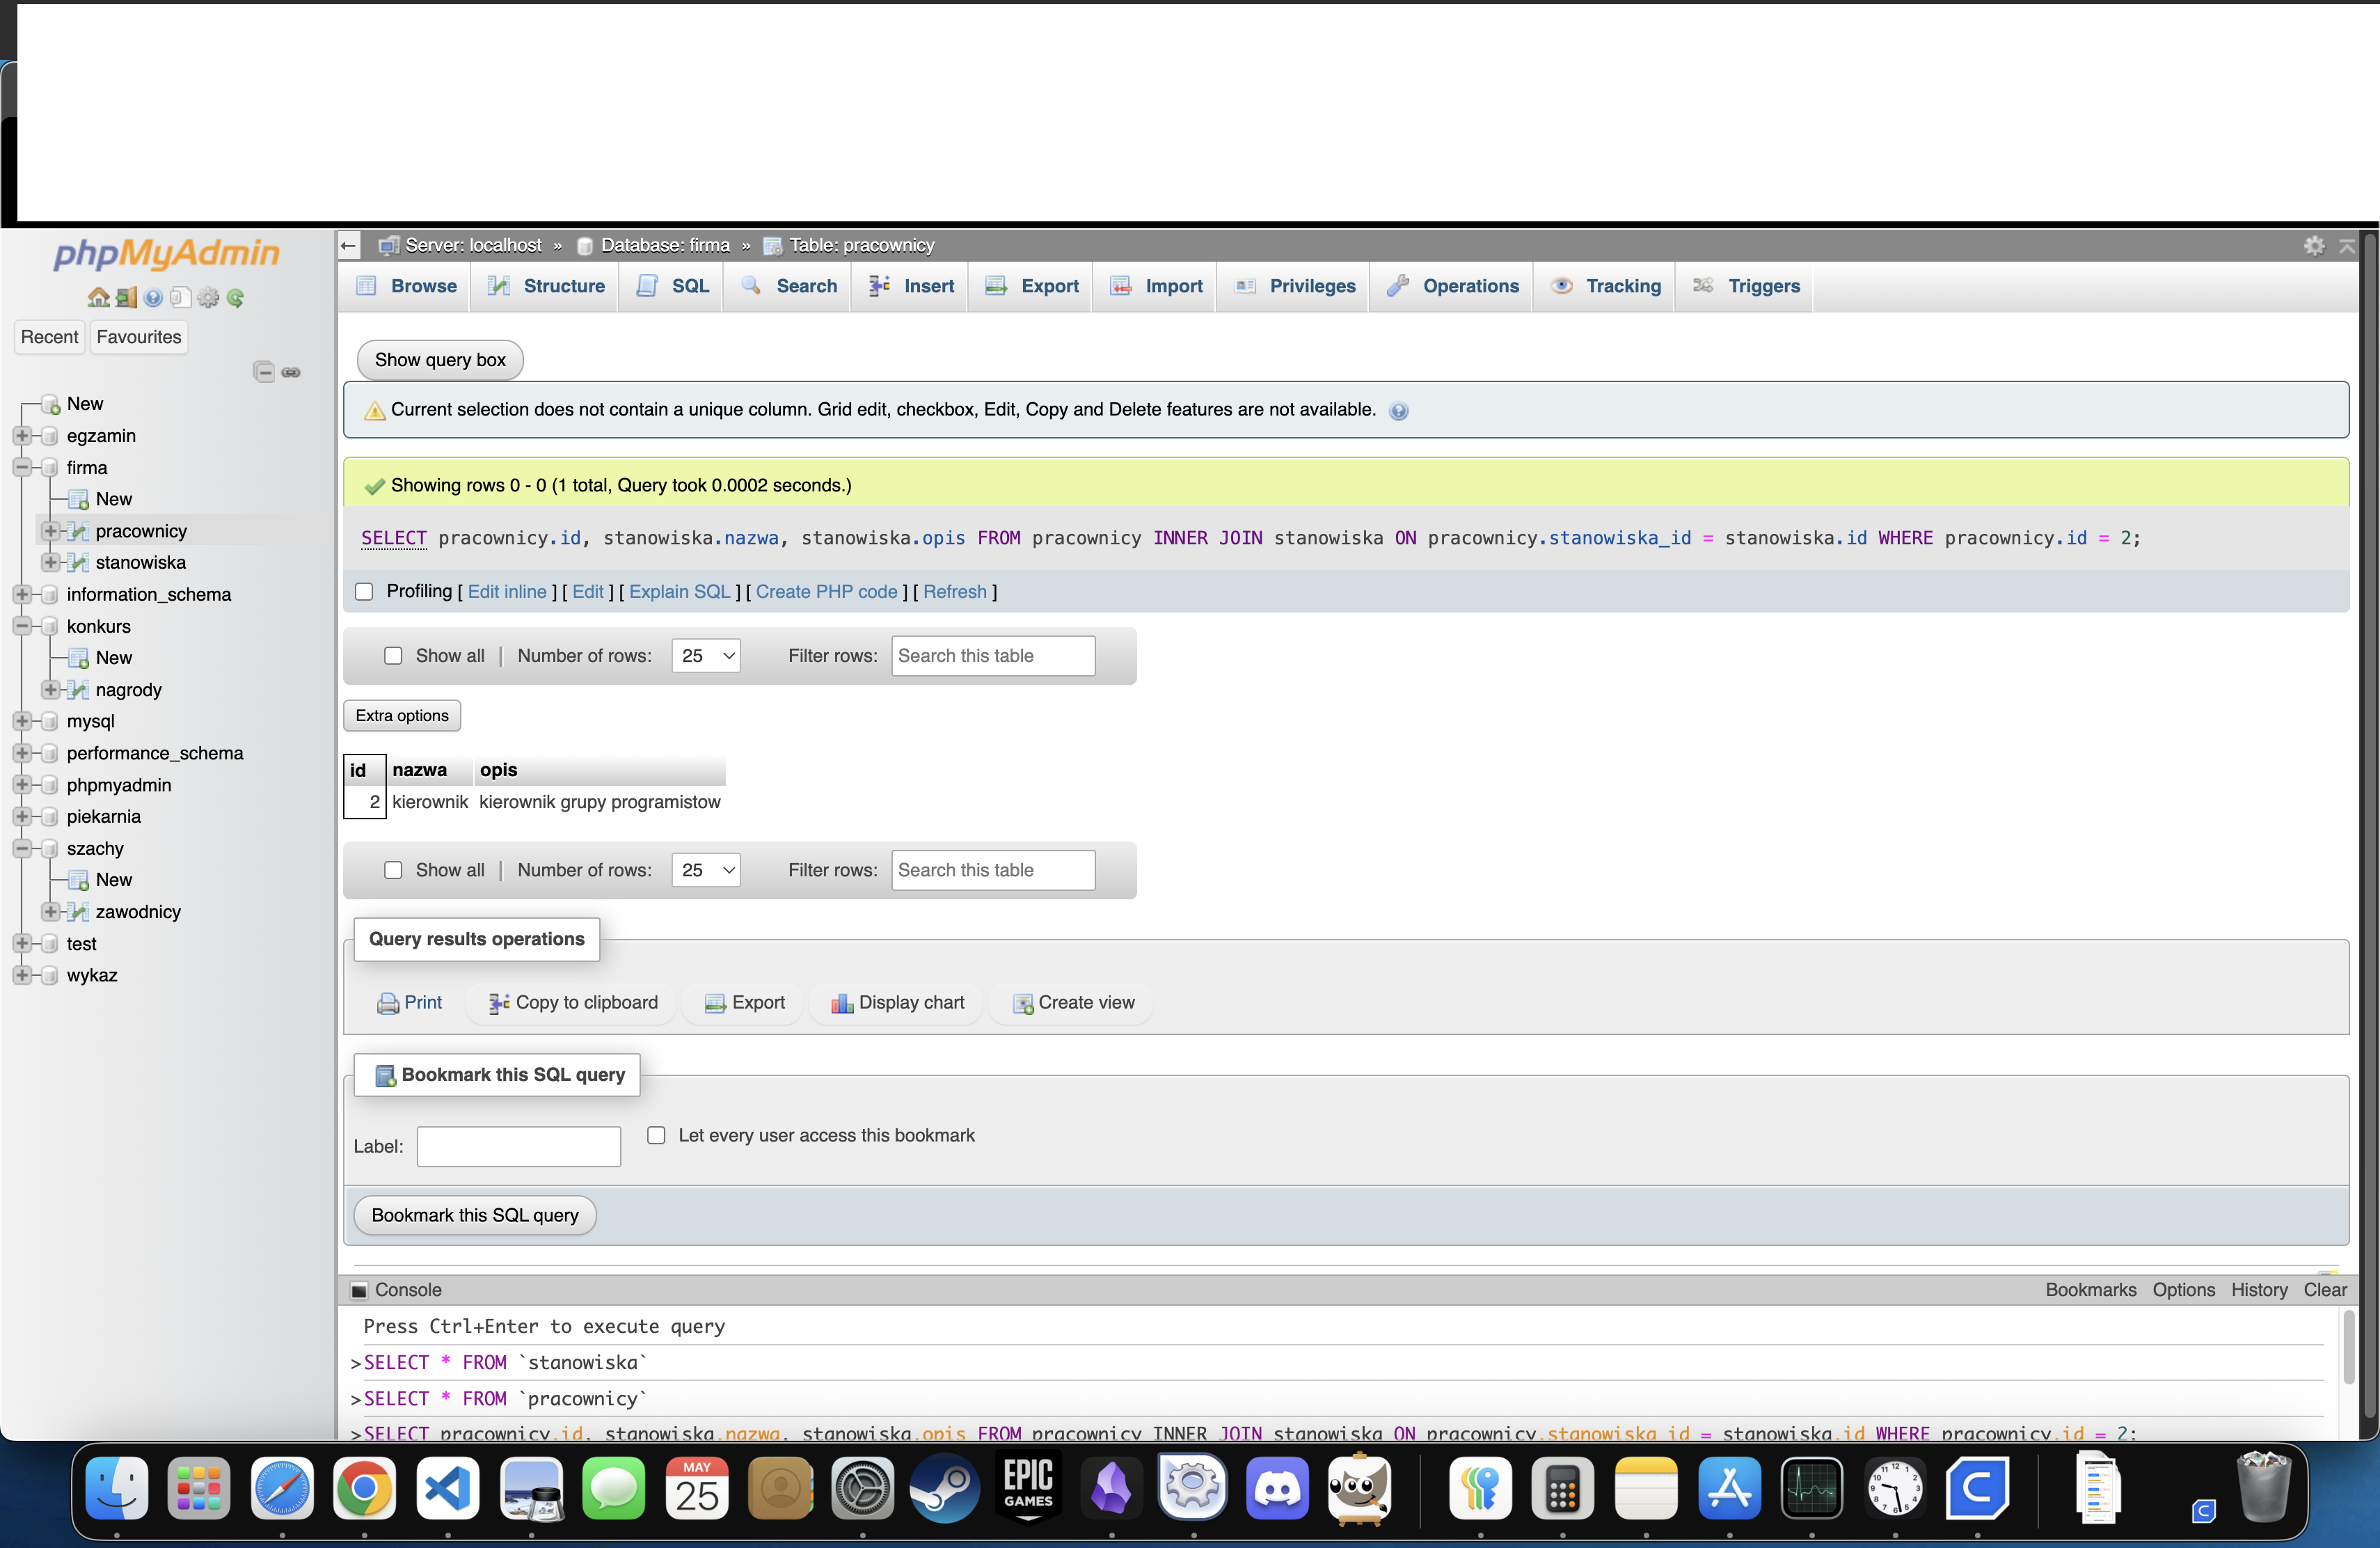 phpMyAdmin
Recent Favourites
New
egzamin
firma
New
pracownicy
stanowiska
information_schema
konkurs
New
nagrody
mysql
performance_schema
phpmyadmin
piekarnia
szachy
New
zawodnicy
test
wykaz
Server: localhost » Database: firma » Table: pracownicy
Browse Structure SQL Search Insert Export Import Privileges Operations Tracking Triggers
Show query box
Current selection does not contain a unique column. Grid edit, checkbox, Edit, Copy and Delete features are not available.
Showing rows 0 - 0 (1 total, Query took 0.0002 seconds.)
SELECT pracownicy.id, stanowiska.nazwa, stanowiska.opis FROM pracownicy INNER JOIN stanowiska ON pracownicy.stanowiska_id = stanowiska.id WHERE pracownicy.id = 2;
Profiling [ Edit inline ] [ Edit ] [ Explain SQL ] [ Create PHP code ] [ Refresh ]
Show all | Number of rows: 25 Filter rows: Search this table
Extra options
id nazwa opis
2 kierownik kierownik grupy programistow
Show all | Number of rows: 25 Filter rows: Search this table
Query results operations
Print Copy to clipboard Export Display chart Create view
Bookmark this SQL query
Label: Let every user access this bookmark
Bookmark this SQL query
Console Bookmarks Options History Clear
Press Ctrl+Enter to execute query
>SELECT * FROM `stanowiska`
>SELECT * FROM `pracownicy`
>SELECT pracownicy.id, stanowiska.nazwa, stanowiska.opis FROM pracownicy INNER JOIN stanowiska ON pracownicy.stanowiska_id = stanowiska.id WHERE pracownicy.id = 2;
MAY
25
EPIC
GAMES